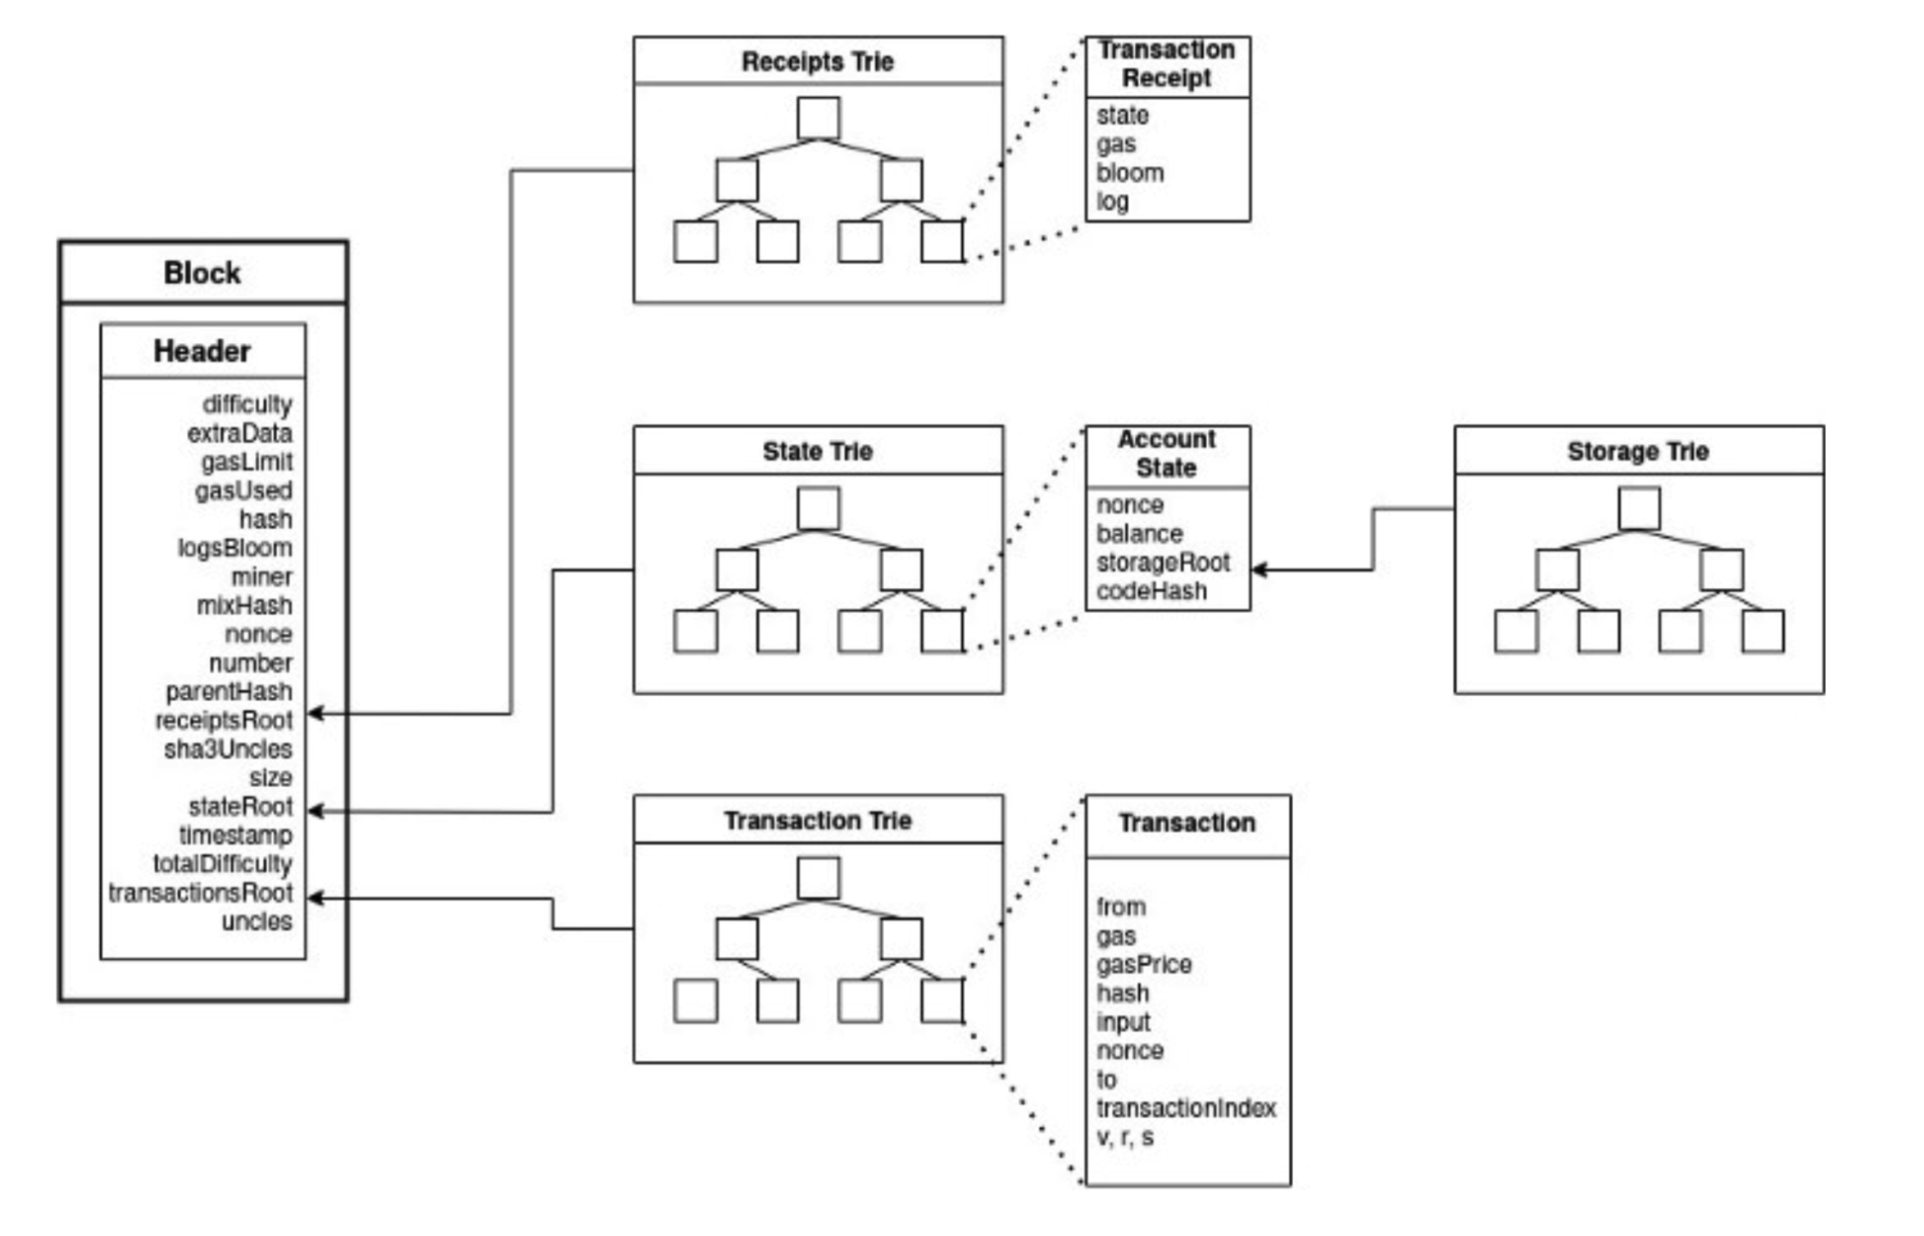 Block
Header
difficulty
extraData
gasLimit
gasUsed
hash
logsBloom
miner
mixHash
nonce
number
parentHash
receiptsRoot
sha3Uncles
size
stateRoot
timestamp
totalDifficulty
transactionsRoot
uncles
Receipts Trie
Transaction
Receipt
state
gas
bloom
log
State Trie
Account
State
nonce
balance
storageRoot
codeHash
Storage Trie
Transaction Trie
Transaction
from
gas
gasPrice
hash
input
nonce
to
transactionIndex
v, r, s